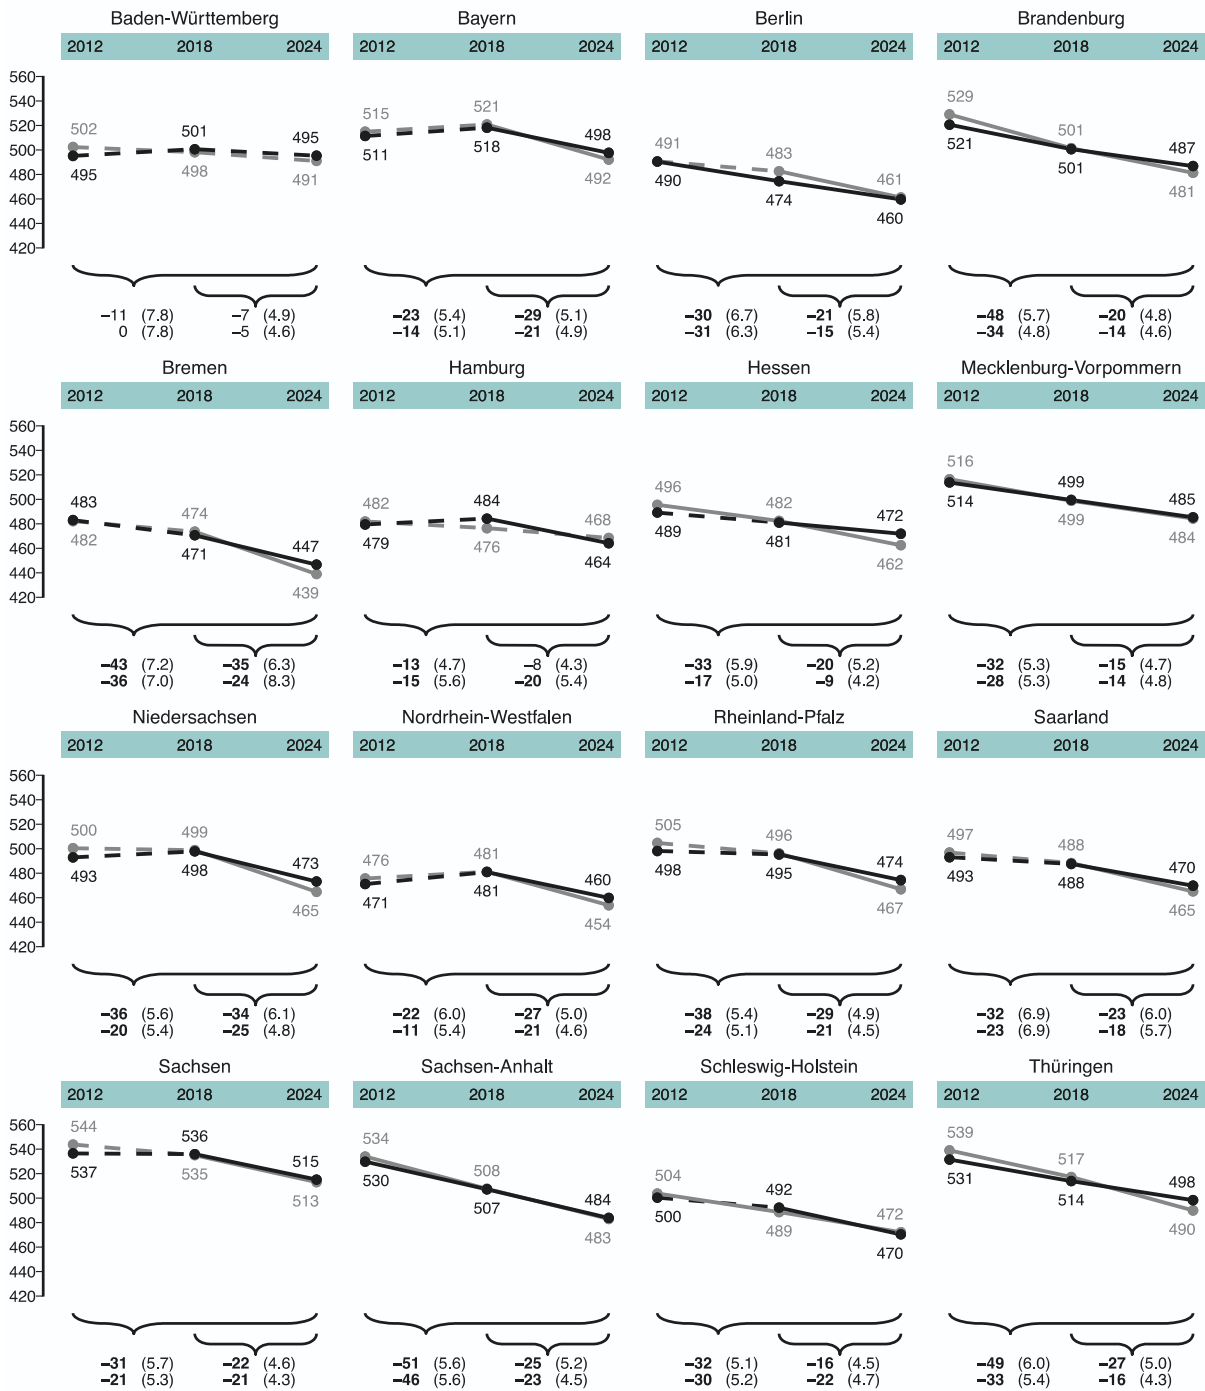 Baden-Württemberg Bayern Berlin Brandenburg
2012 2018 2024 2012 2018 2024 2012 2018 2024 2012 2018 2024
560
540
520
500
480
460
440
420
502 501 495
495 498 491
515 521 498
511 518 492
491 483 461
490 474 460
529 501 487
521 501 481
−11 (7.8) −7 (4.9) −23 (5.4) −29 (5.1) −30 (6.7) −21 (5.8) −48 (5.7) −20 (4.8)
0 (7.8) −5 (4.6) −14 (5.1) −21 (4.9) −31 (6.3) −15 (5.4) −34 (4.8) −14 (4.6)
Bremen Hamburg Hessen Mecklenburg-Vorpommern
2012 2018 2024 2012 2018 2024 2012 2018 2024 2012 2018 2024
560
540
520
500
480
460
440
420
483 474 447
482 471 439
482 484 468
479 476 464
496 482 472
489 481 462
516 499 485
514 499 484
−43 (7.2) −35 (6.3) −13 (4.7) −8 (4.3) −33 (5.9) −20 (5.2) −32 (5.3) −15 (4.7)
−36 (7.0) −24 (8.3) −15 (5.6) −20 (5.4) −17 (5.0) −9 (4.2) −28 (5.3) −14 (4.8)
Niedersachsen Nordrhein-Westfalen Rheinland-Pfalz Saarland
2012 2018 2024 2012 2018 2024 2012 2018 2024 2012 2018 2024
560
540
520
500
480
460
440
420
500 499 473
493 498 465
476 481 460
471 481 454
505 496 474
498 495 467
497 488 470
493 488 465
−36 (5.6) −34 (6.1) −22 (6.0) −27 (5.0) −38 (5.4) −29 (4.9) −32 (6.9) −23 (6.0)
−20 (5.4) −25 (4.8) −11 (5.4) −21 (4.6) −24 (5.1) −21 (4.5) −23 (6.9) −18 (5.7)
Sachsen Sachsen-Anhalt Schleswig-Holstein Thüringen
2012 2018 2024 2012 2018 2024 2012 2018 2024 2012 2018 2024
560
540
520
500
480
460
440
420
544 536 515
537 535 513
534 508 484
530 507 483
504 492 472
500 489 470
539 517 498
531 514 490
−31 (5.7) −22 (4.6) −51 (5.6) −25 (5.2) −32 (5.1) −16 (4.5) −49 (6.0) −27 (5.0)
−21 (5.3) −21 (4.3) −46 (5.6) −23 (4.5) −30 (5.2) −22 (4.7) −33 (5.4) −16 (4.3)